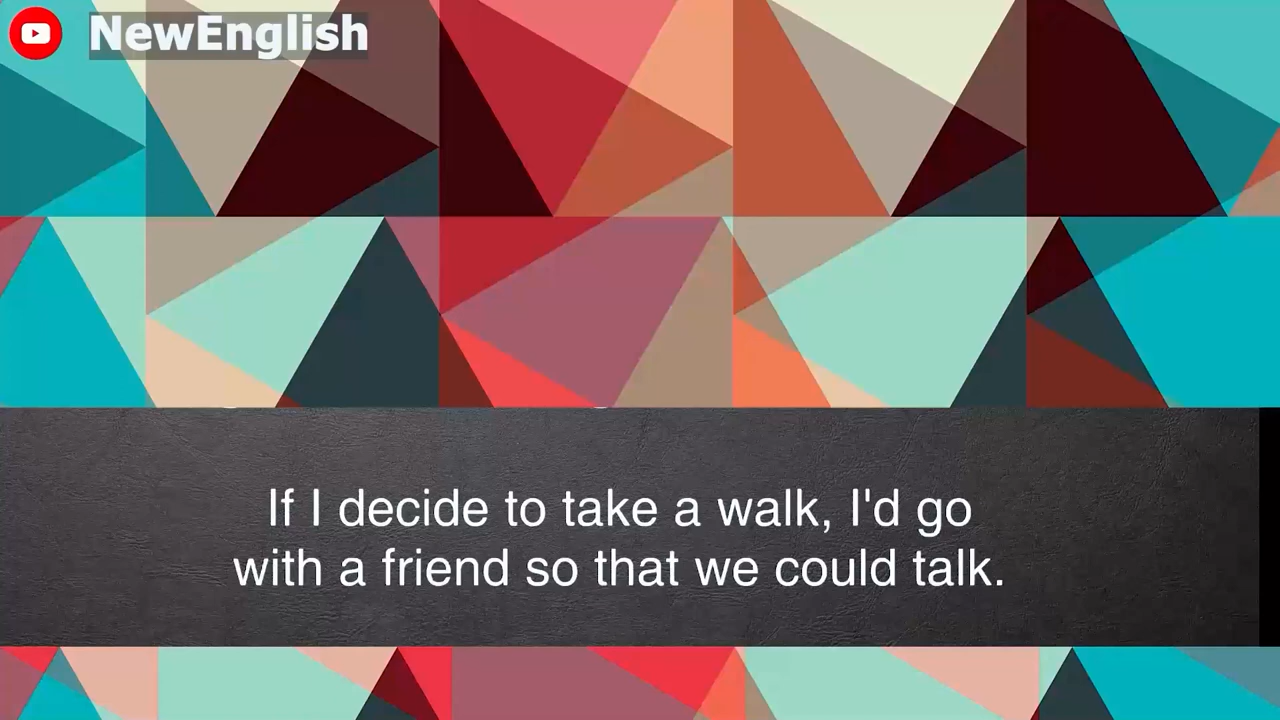 NewEnglish
If I decide to take a walk, I'd go
with a friend so that we could talk.